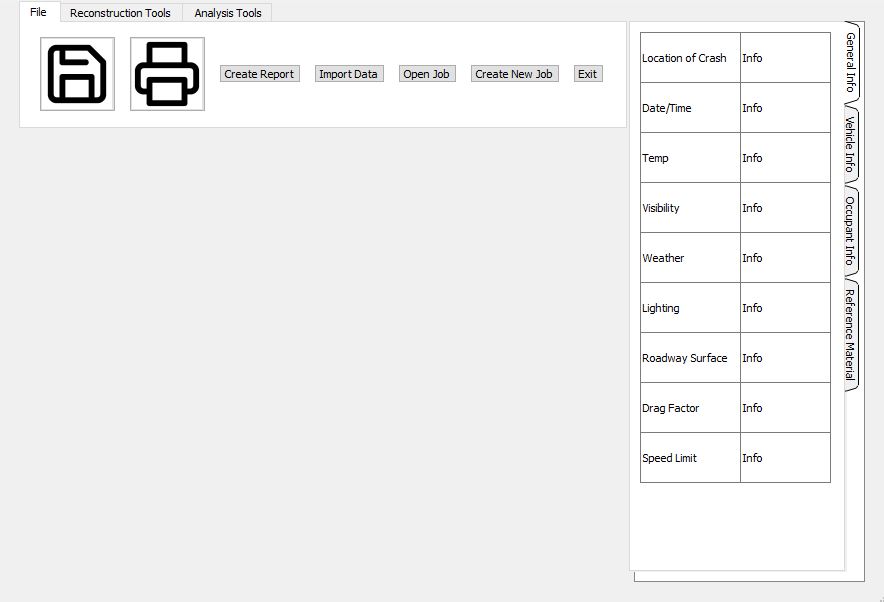 File Reconstruction Tools Analysis Tools
Create Report Import Data Open Job Create New Job Exit
Location of Crash Info
Date/Time Info
Temp Info
Visibility Info
Weather Info
Lighting Info
Roadway Surface Info
Drag Factor Info
Speed Limit Info
General Info
Vehicle Info
Occupant Info
Reference Material